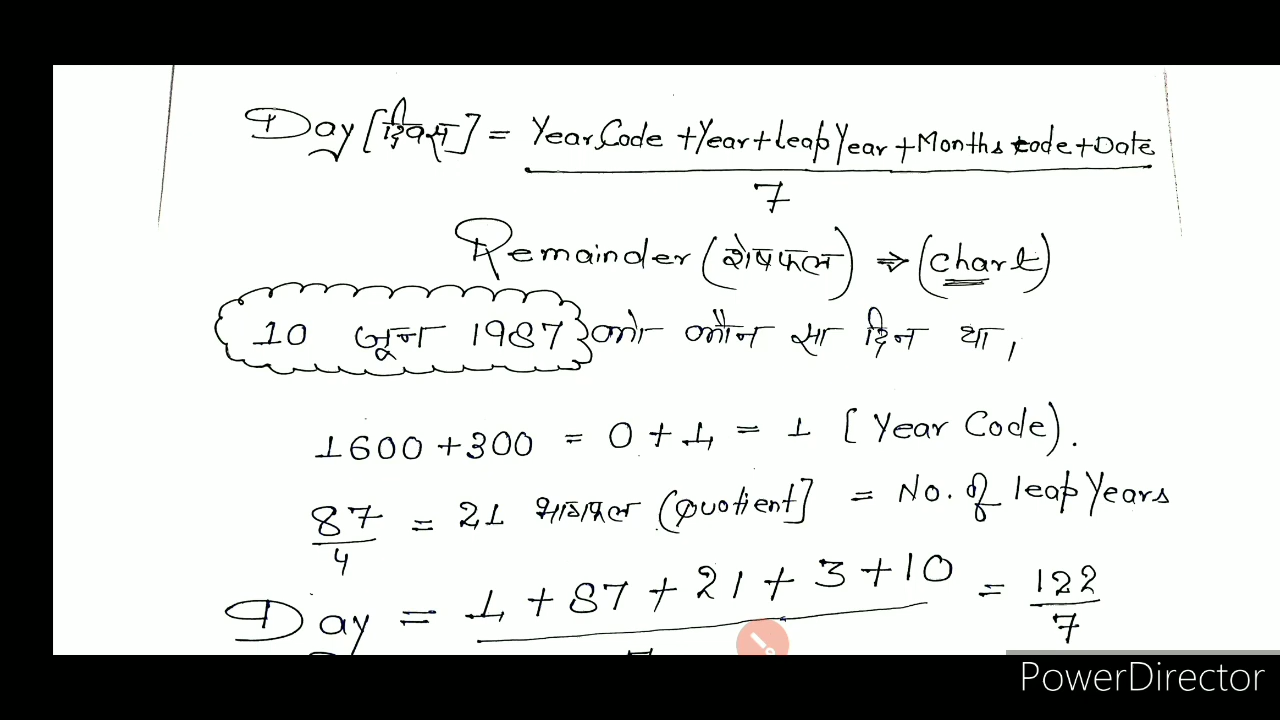 Day [दिवस] = Year Code + Year + Leap Year + Months code + Date
7
Remainder (शेषफल) ⇒ (chart)
10 जून 1987 को कौन सा दिन था,
1600 + 300 = 0 + 1 = 1 [Year Code).
87/4 = 21 भागफल (Quotient] = No. of leap Years
Day = 1 + 87 + 21 + 3 + 10 = 122/7
7
PowerDirector